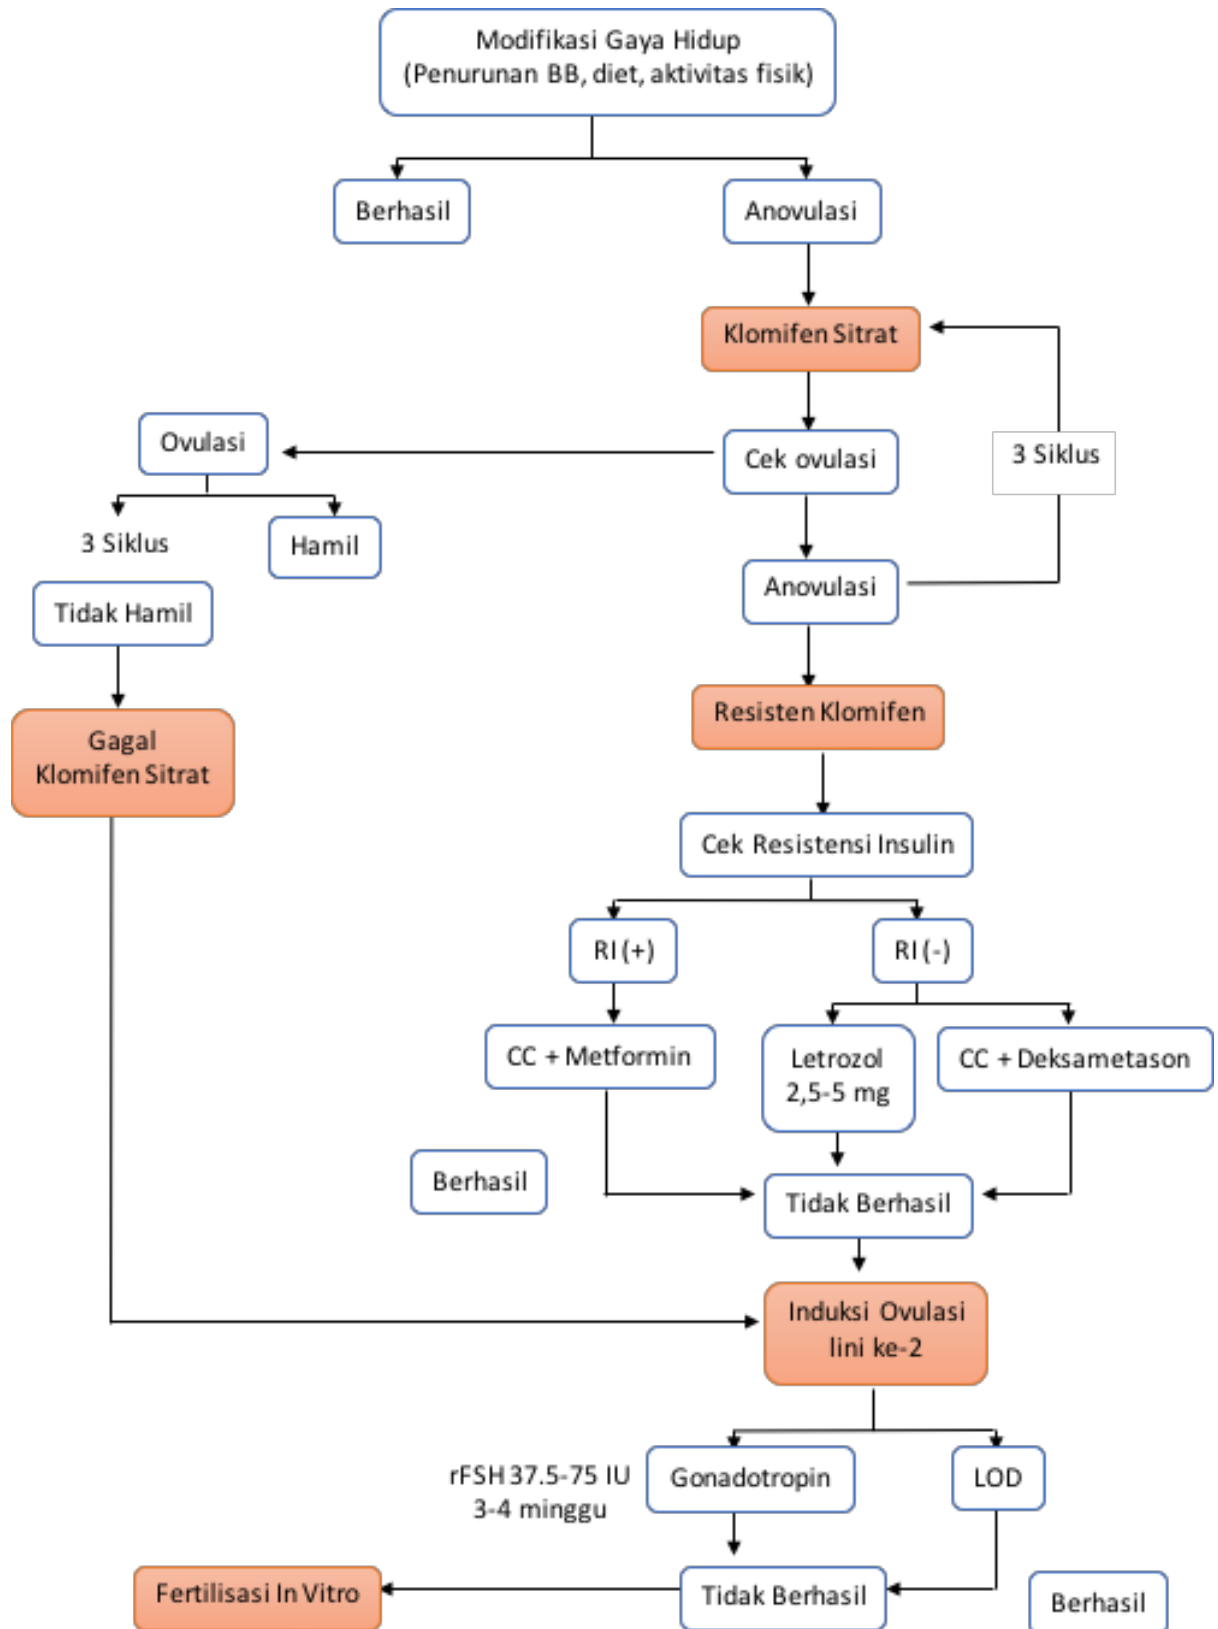 Modifikasi Gaya Hidup
(Penurunan BB, diet, aktivitas fisik)
Berhasil
Anovulasi
Klomifen Sitrat
Ovulasi
Cek ovulasi
3 Siklus
3 Siklus
Hamil
Anovulasi
Tidak Hamil
Resisten Klomifen
Gagal
Klomifen Sitrat
Cek Resistensi Insulin
RI (+)
RI (-)
CC + Metformin
Letrozol
2,5-5 mg
CC + Deksametason
Berhasil
Tidak Berhasil
Induksi Ovulasi
lini ke-2
rFSH 37.5-75 IU
3-4 minggu
Gonadotropin
LOD
Fertilisasi In Vitro
Tidak Berhasil
Berhasil